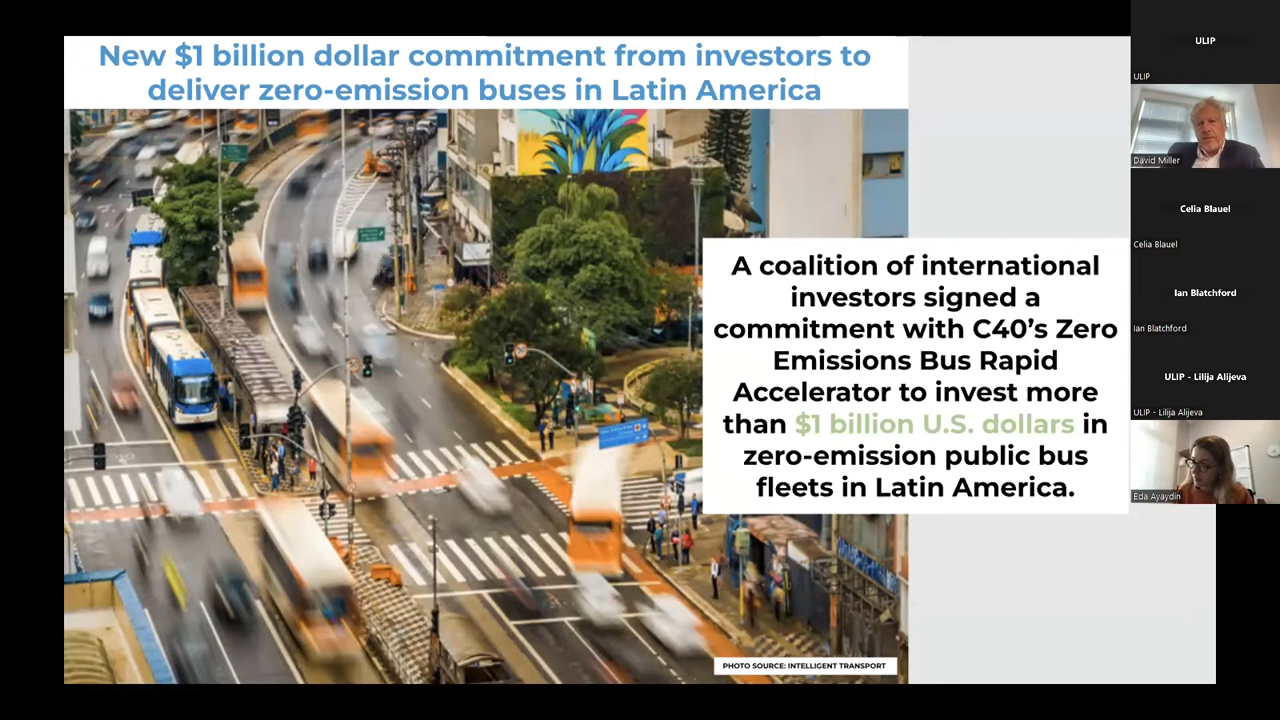 New $1 billion dollar commitment from investors to
deliver zero-emission buses in Latin America
A coalition of international
investors signed a
commitment with C40’s Zero
Emissions Bus Rapid
Accelerator to invest more
than $1 billion U.S. dollars in
zero-emission public bus
fleets in Latin America.
PHOTO SOURCE: INTELLIGENT TRANSPORT
ULIP
ULIP
David Miller
Celia Blauel
Celia Blauel
Ian Blatchford
Ian Blatchford
ULIP - Lilija Alijeva
ULIP - Lilija Alijeva
Eda Ayaydin